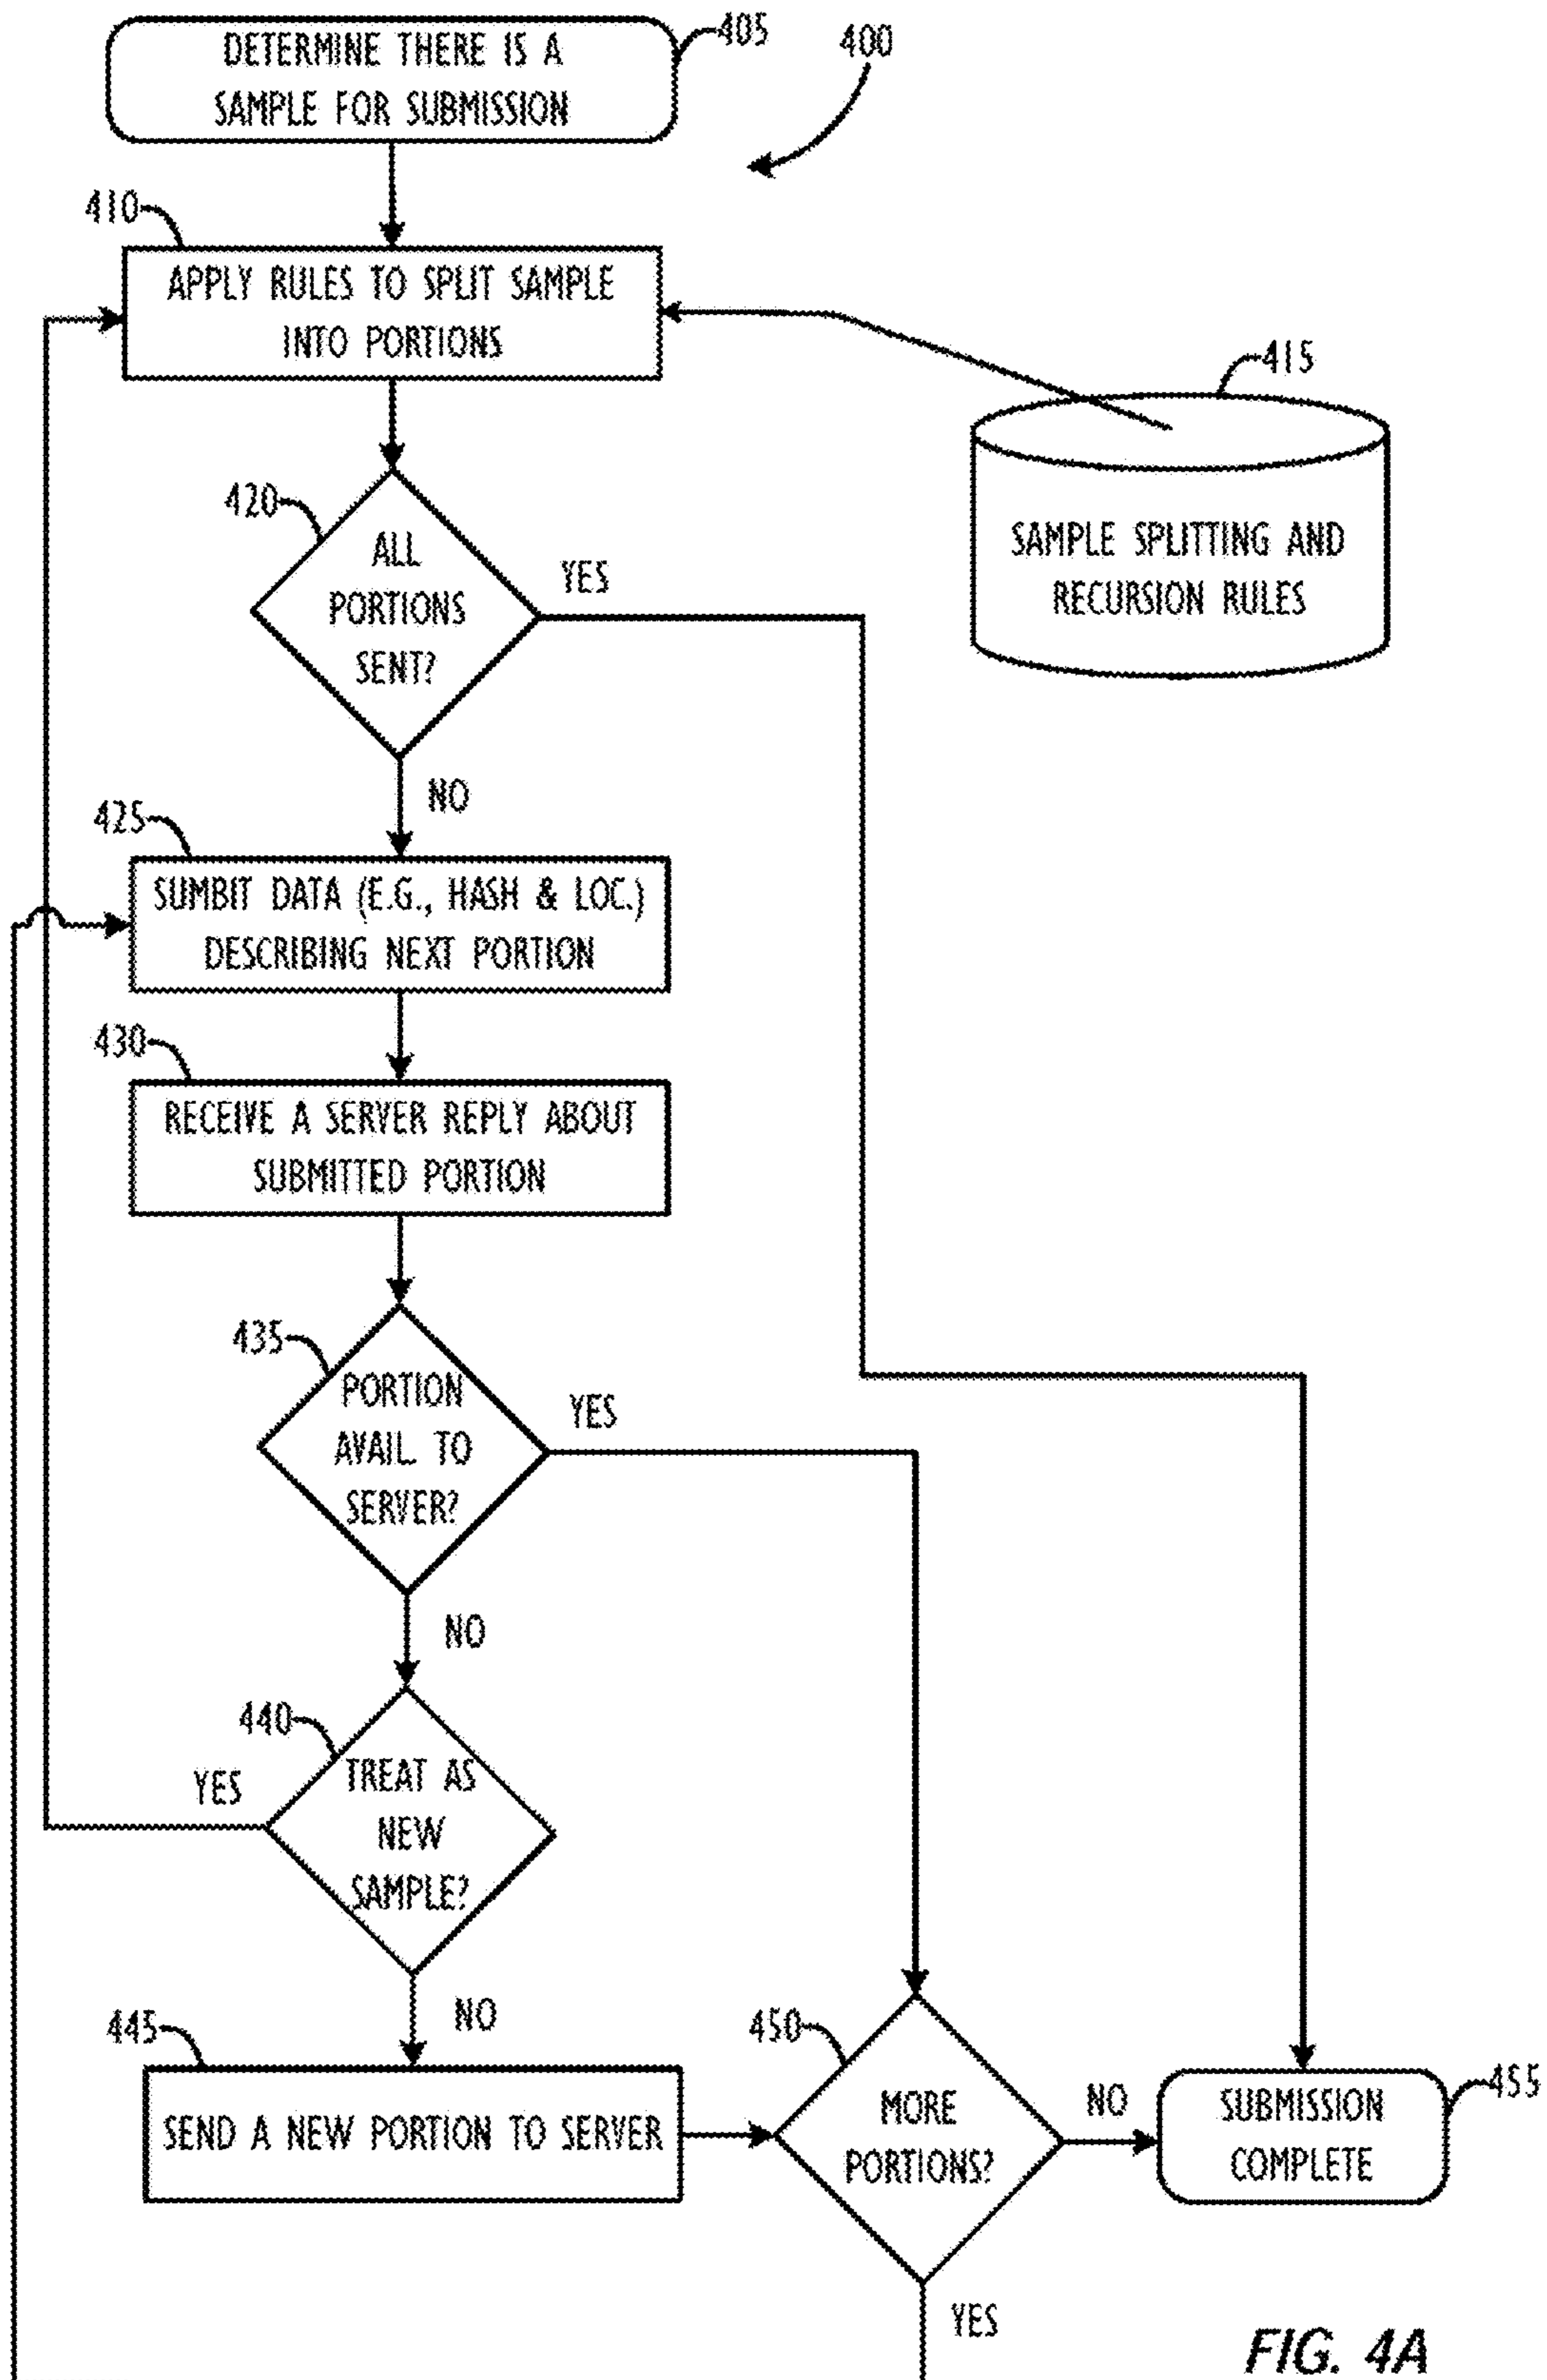 DETERMINE THERE IS A
SAMPLE FOR SUBMISSION
405
400
410
APPLY RULES TO SPLIT SAMPLE
INTO PORTIONS
415
SAMPLE SPLITTING AND
RECURSION RULES
420
ALL
PORTIONS
SENT?
YES
NO
425
SUMBIT DATA (E.G., HASH & LOC.)
DESCRIBING NEXT PORTION
430
RECEIVE A SERVER REPLY ABOUT
SUBMITTED PORTION
435
PORTION
AVAIL. TO
SERVER?
YES
NO
440
TREAT AS
NEW
SAMPLE?
YES
NO
445
SEND A NEW PORTION TO SERVER
450
MORE
PORTIONS?
NO
YES
455
SUBMISSION
COMPLETE
FIG. 4A